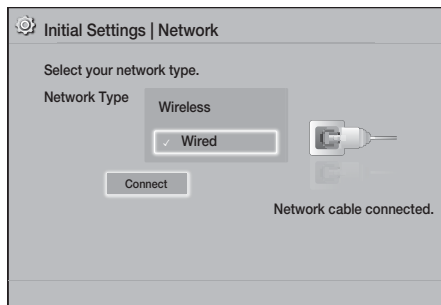 Initial Settings | Network
Select your network type.
Network Type
Wireless
✓ Wired
Connect
Network cable connected.